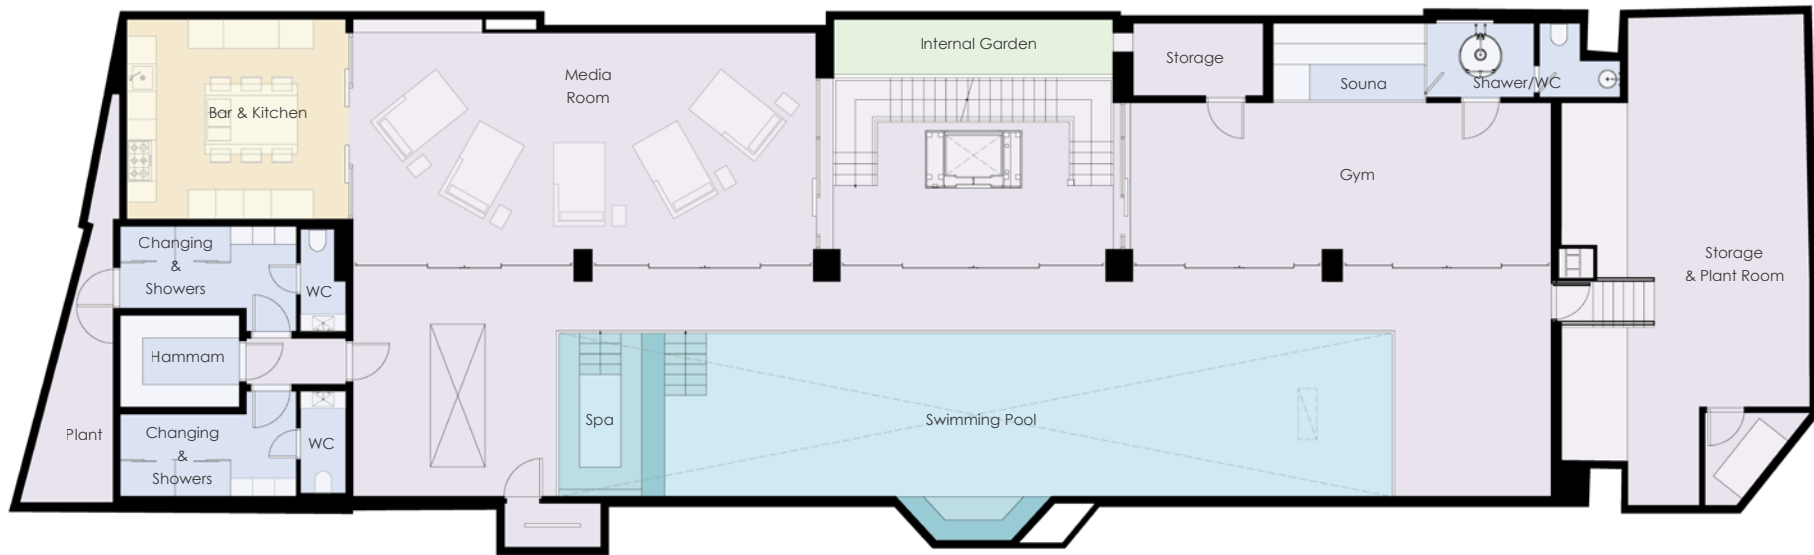 Internal Garden
Storage
Media
Room
Souna
Shawer/WC
Bar & Kitchen
Gym
Changing
&
Showers
WC
Storage
& Plant Room
Hammam
Spa
Swimming Pool
Plant
Changing
&
Showers
WC